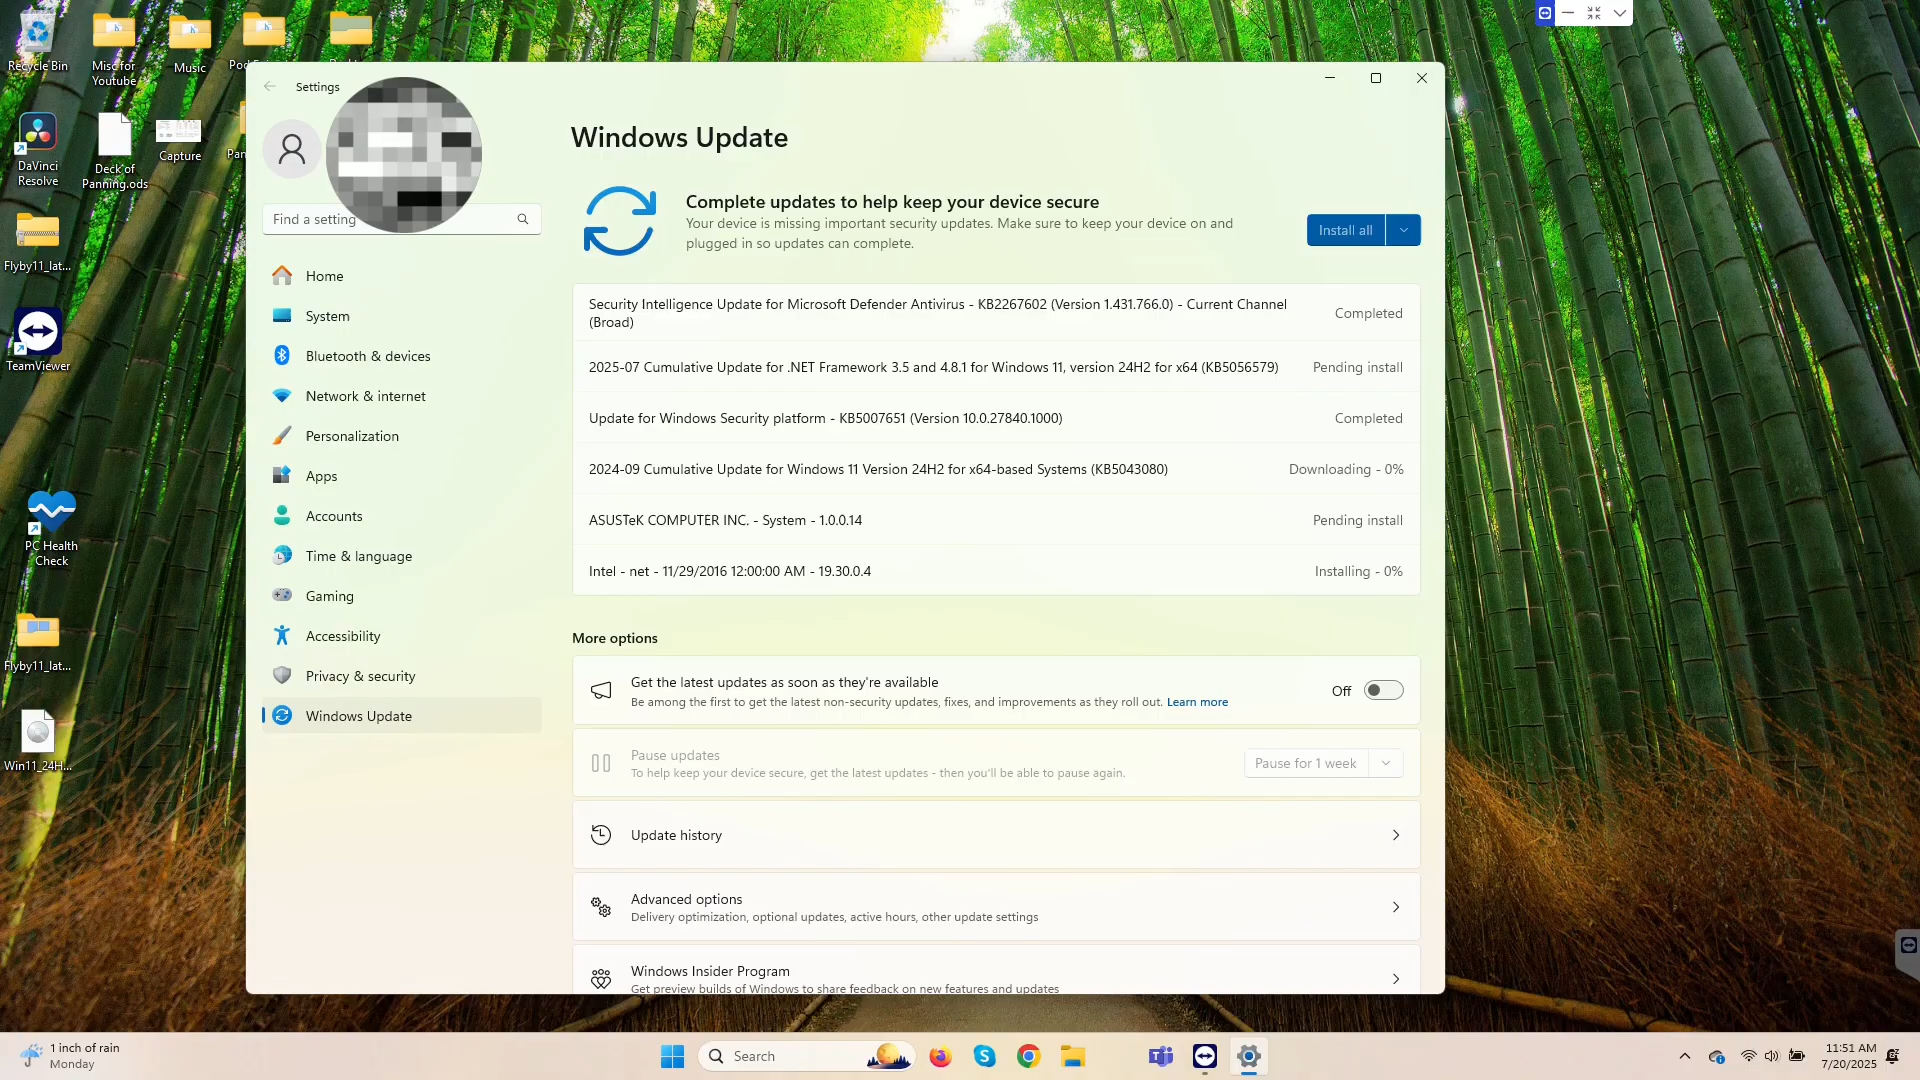 Recycle Bin
Misc for
Youtube
Music
DaVinci
Resolve
Deck of
Panning.ods
Capture
Flyby11_lat...
TeamViewer
PC Health
Check
Flyby11_lat...
Win11_24H...
Settings
Find a setting
Home
System
Bluetooth & devices
Network & internet
Personalization
Apps
Accounts
Time & language
Gaming
Accessibility
Privacy & security
Windows Update
Windows Update
Complete updates to help keep your device secure
Your device is missing important security updates. Make sure to keep your device on and
plugged in so updates can complete.
Install all
Security Intelligence Update for Microsoft Defender Antivirus - KB2267602 (Version 1.431.766.0) - Current Channel
(Broad)
Completed
2025-07 Cumulative Update for .NET Framework 3.5 and 4.8.1 for Windows 11, version 24H2 for x64 (KB5056579)
Pending install
Update for Windows Security platform - KB5007651 (Version 10.0.27840.1000)
Completed
2024-09 Cumulative Update for Windows 11 Version 24H2 for x64-based Systems (KB5043080)
Downloading - 0%
ASUSTeK COMPUTER INC. - System - 1.0.0.14
Pending install
Intel - net - 11/29/2016 12:00:00 AM - 19.30.0.4
Installing - 0%
More options
Get the latest updates as soon as they're available
Be among the first to get the latest non-security updates, fixes, and improvements as they roll out. Learn more
Off
Pause updates
To help keep your device secure, get the latest updates - then you'll be able to pause again.
Pause for 1 week
Update history
Advanced options
Delivery optimization, optional updates, active hours, other update settings
Windows Insider Program
Get preview builds of Windows to share feedback on new features and updates
1 inch of rain
Monday
Search
11:51 AM
7/20/2025